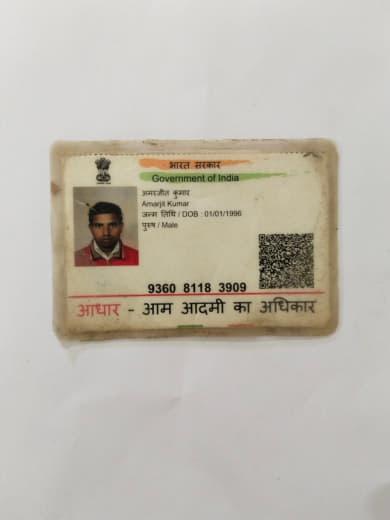 भारत सरकार
Government of India
अमरजीत कुमार
Amarjit Kumar
जन्म तिथि / DOB : 01/01/1996
पुरुष / Male
9360 8118 3909
आधार - आम आदमी का अधिकार